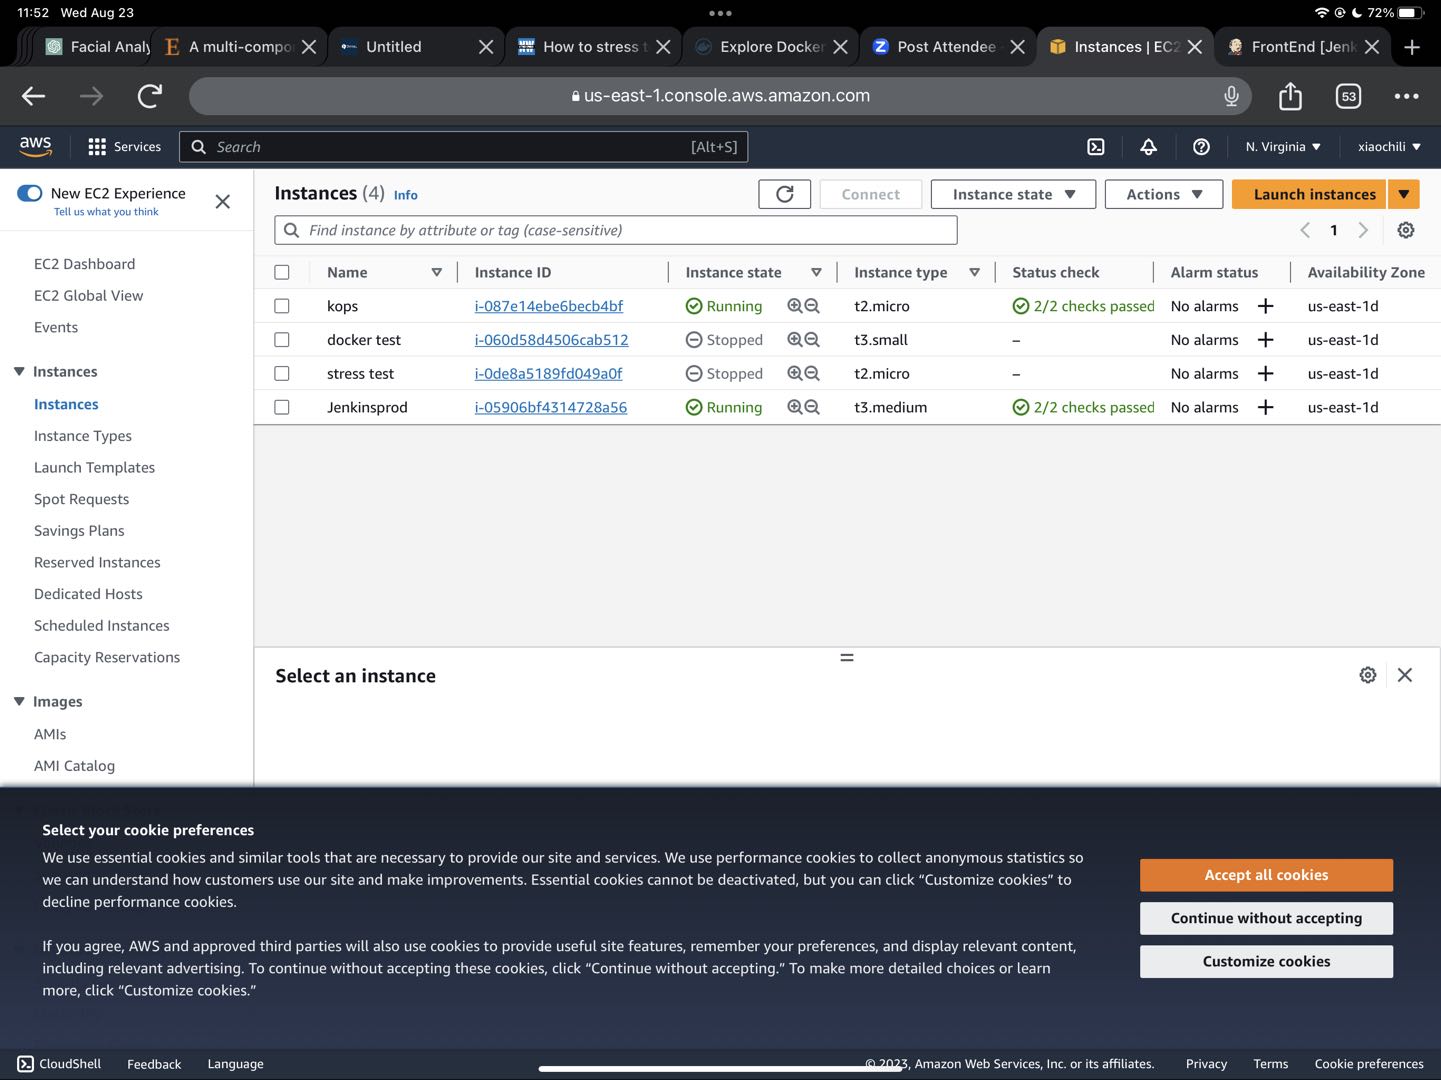 11:52 Wed Aug 23
72%
Facial Analy
A multi-compo
Untitled
How to stress t
Explore Docker
Post Attendee -
Instances | EC2
FrontEnd [Jenk
us-east-1.console.aws.amazon.com
53
aws
Services
Search
[Alt+S]
N. Virginia
xiaochili
New EC2 Experience
Tell us what you think
EC2 Dashboard
EC2 Global View
Events
Instances
Instances
Instance Types
Launch Templates
Spot Requests
Savings Plans
Reserved Instances
Dedicated Hosts
Scheduled Instances
Capacity Reservations
Images
AMIs
AMI Catalog
Instances (4) Info
Connect
Instance state
Actions
Launch instances
Find instance by attribute or tag (case-sensitive)
1
Name Instance ID Instance state Instance type Status check Alarm status Availability Zone
kops i-087e14ebe6becb4bf Running t2.micro 2/2 checks passed No alarms + us-east-1d
docker test i-060d58d4506cab512 Stopped t3.small – No alarms + us-east-1d
stress test i-0de8a5189fd049a0f Stopped t2.micro – No alarms + us-east-1d
Jenkinsprod i-05906bf4314728a56 Running t3.medium 2/2 checks passed No alarms + us-east-1d
Select an instance
Select your cookie preferences
We use essential cookies and similar tools that are necessary to provide our site and services. We use performance cookies to collect anonymous statistics so
we can understand how customers use our site and make improvements. Essential cookies cannot be deactivated, but you can click “Customize cookies” to
decline performance cookies.
If you agree, AWS and approved third parties will also use cookies to provide useful site features, remember your preferences, and display relevant content,
including relevant advertising. To continue without accepting these cookies, click “Continue without accepting.” To make more detailed choices or learn
more, click “Customize cookies.”
Accept all cookies
Continue without accepting
Customize cookies
CloudShell
Feedback
Language
© 2023, Amazon Web Services, Inc. or its affiliates.
Privacy
Terms
Cookie preferences